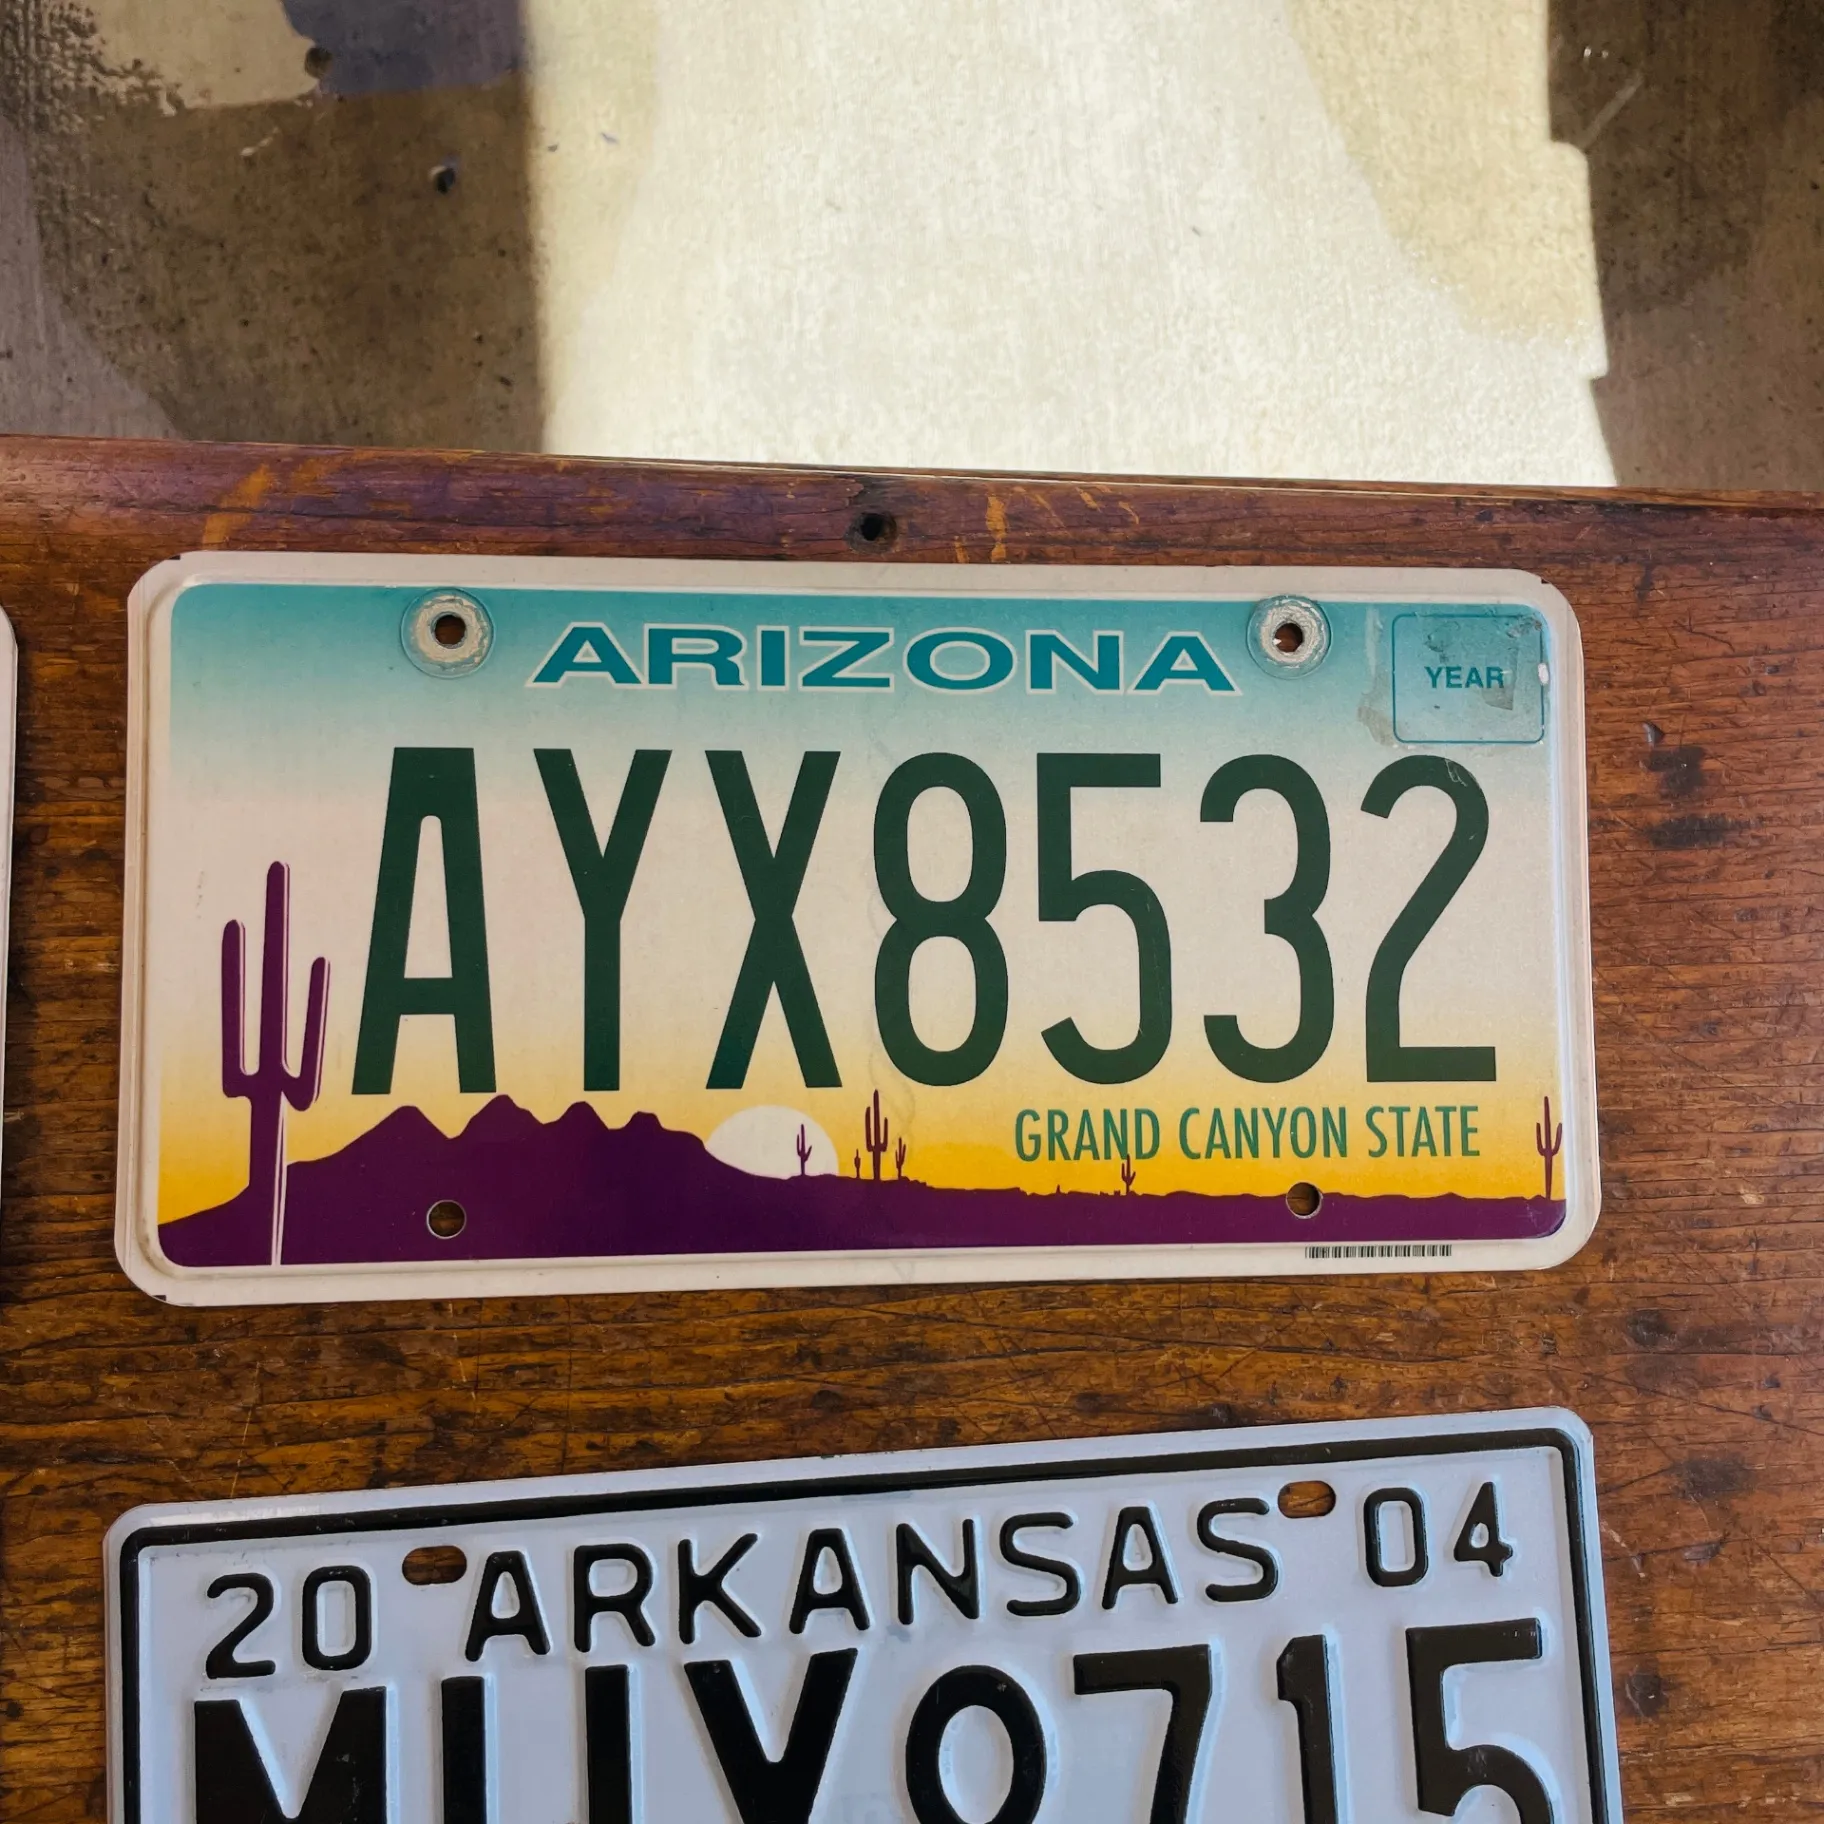 ARIZONA
YEAR
AYX8532
GRAND CANYON STATE
20 ARKANSAS 04